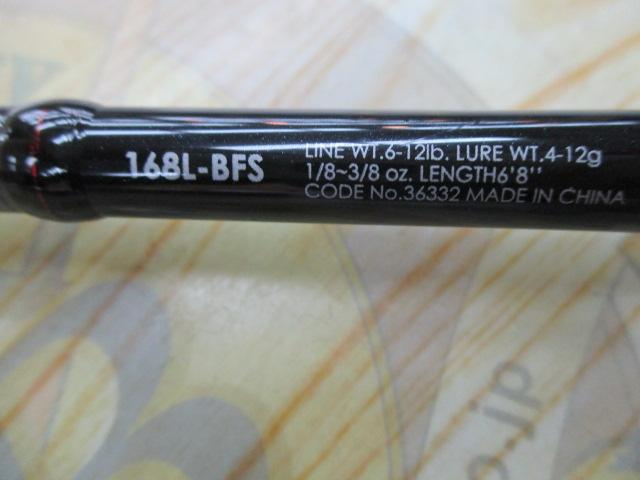 168L-BFS
LINE WT.6-12lb. LURE WT.4-12g
1/8~3/8 oz. LENGTH6'8''
CODE No.36332 MADE IN CHINA
o.jp